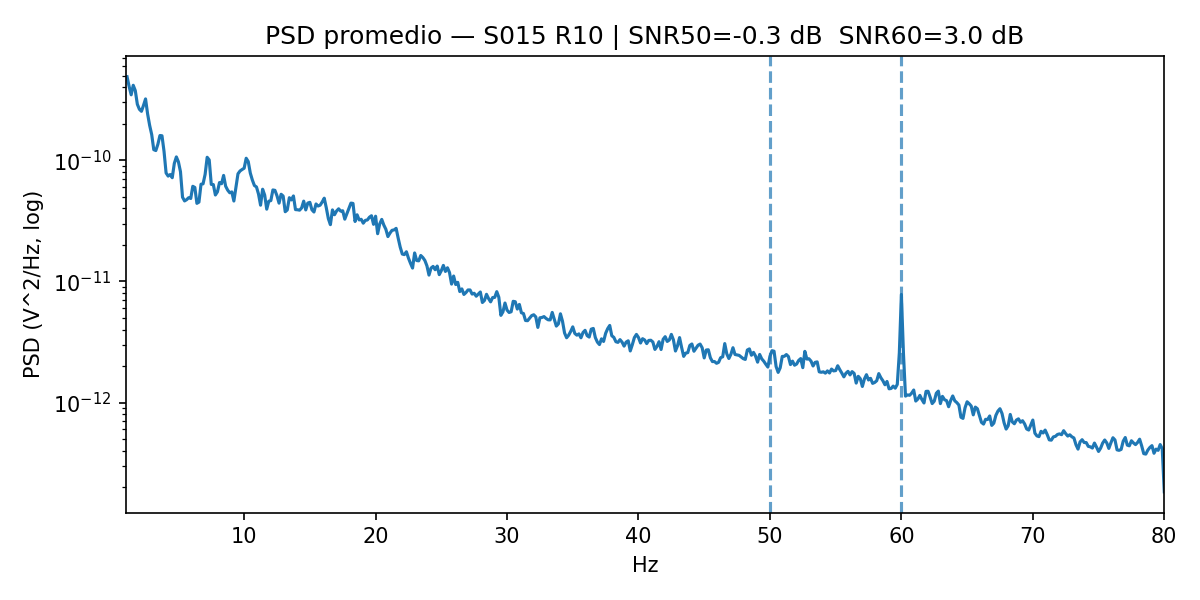 PSD promedio — S015 R10 | SNR50=-0.3 dB  SNR60=3.0 dB
PSD (V^2/Hz, log)
10⁻¹⁰
10⁻¹¹
10⁻¹²
10 20 30 40 50 60 70 80
Hz